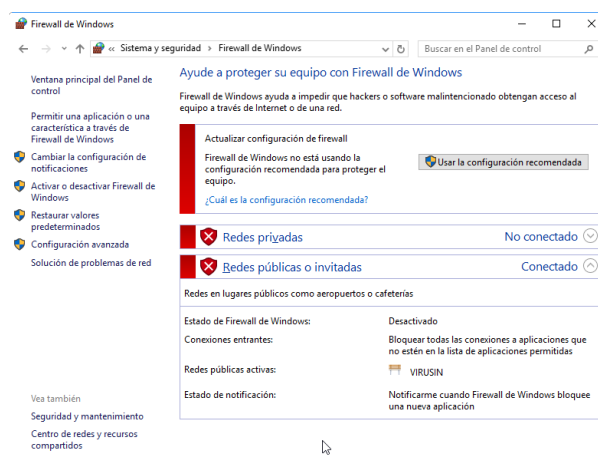 Firewall de Windows
« Sistema y seguridad › Firewall de Windows
Buscar en el Panel de control
Ventana principal del Panel de
control
Permitir una aplicación o una
característica a través de
Firewall de Windows
Cambiar la configuración de
notificaciones
Activar o desactivar Firewall de
Windows
Restaurar valores
predeterminados
Configuración avanzada
Solución de problemas de red
Vea también
Seguridad y mantenimiento
Centro de redes y recursos
compartidos
Ayude a proteger su equipo con Firewall de Windows
Firewall de Windows ayuda a impedir que hackers o software malintencionado obtengan acceso al
equipo a través de Internet o de una red.
Actualizar configuración de firewall
Firewall de Windows no está usando la
configuración recomendada para proteger el
equipo.
Usar la configuración recomendada
¿Cuál es la configuración recomendada?
Redes privadas No conectado
Redes públicas o invitadas Conectado
Redes en lugares públicos como aeropuertos o cafeterías
Estado de Firewall de Windows: Desactivado
Conexiones entrantes: Bloquear todas las conexiones a aplicaciones que
no estén en la lista de aplicaciones permitidas
Redes públicas activas: VIRUSIN
Estado de notificación: Notificarme cuando Firewall de Windows bloquee
una nueva aplicación